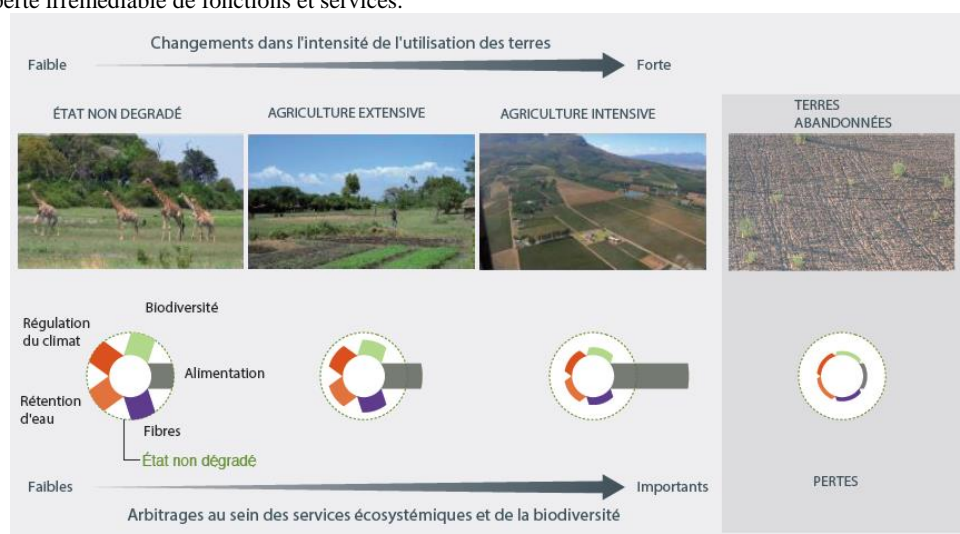 perte irrémédiable de fonctions et services.
Changements dans l'intensité de l'utilisation des terres
Faible
Forte
ÉTAT NON DEGRADÉ
AGRICULTURE EXTENSIVE
AGRICULTURE INTENSIVE
TERRES
ABANDONNÉES
Biodiversité
Régulation
du climat
Alimentation
Rétention
d'eau
Fibres
État non dégradé
Faibles
Importants
PERTES
Arbitrages au sein des services écosystémiques et de la biodiversité